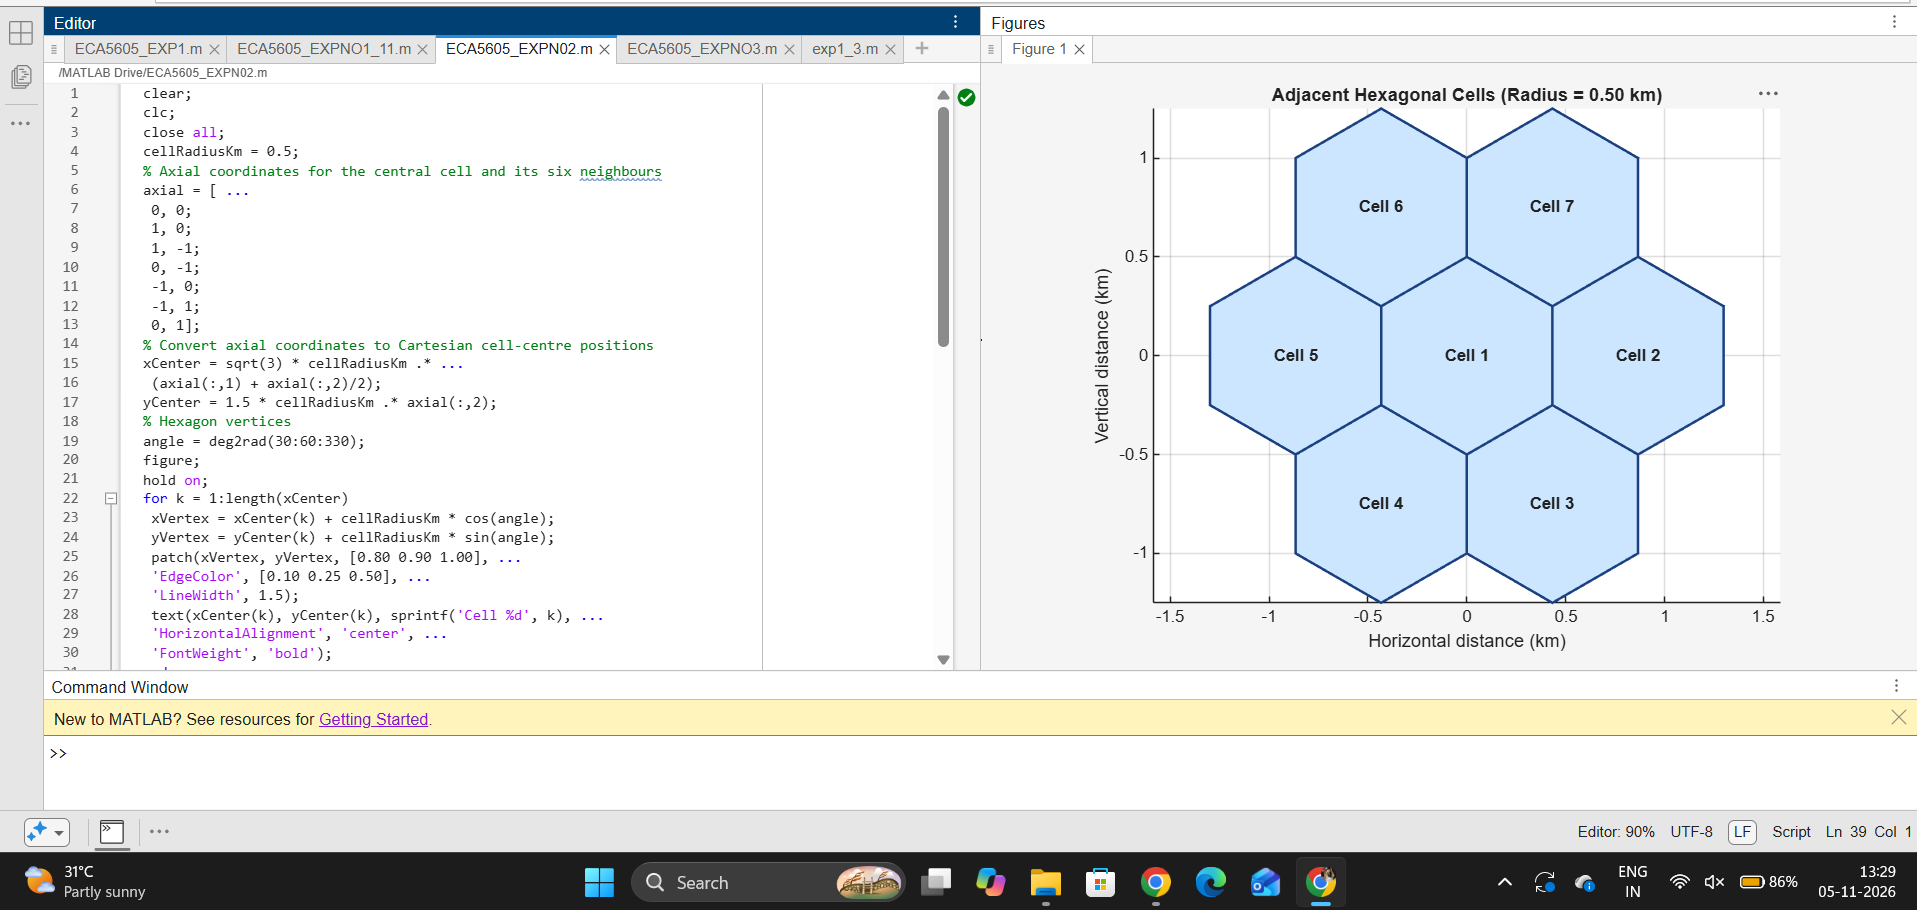 Editor
ECA5605_EXP1.m
ECA5605_EXPNO1_11.m
ECA5605_EXPN02.m
ECA5605_EXPNO3.m
exp1_3.m
/MATLAB Drive/ECA5605_EXPN02.m
1 clear;
2 clc;
3 close all;
4 cellRadiusKm = 0.5;
5 % Axial coordinates for the central cell and its six neighbours
6 axial = [ ...
7 0, 0;
8 1, 0;
9 1, -1;
10 0, -1;
11 -1, 0;
12 -1, 1;
13 0, 1];
14 % Convert axial coordinates to Cartesian cell-centre positions
15 xCenter = sqrt(3) * cellRadiusKm .* ...
16 (axial(:,1) + axial(:,2)/2);
17 yCenter = 1.5 * cellRadiusKm .* axial(:,2);
18 % Hexagon vertices
19 angle = deg2rad(30:60:330);
20 figure;
21 hold on;
22 for k = 1:length(xCenter)
23 xVertex = xCenter(k) + cellRadiusKm * cos(angle);
24 yVertex = yCenter(k) + cellRadiusKm * sin(angle);
25 patch(xVertex, yVertex, [0.80 0.90 1.00], ...
26 'EdgeColor', [0.10 0.25 0.50], ...
27 'LineWidth', 1.5);
28 text(xCenter(k), yCenter(k), sprintf('Cell %d', k), ...
29 'HorizontalAlignment', 'center', ...
30 'FontWeight', 'bold');
Figures
Figure 1
Adjacent Hexagonal Cells (Radius = 0.50 km)
Vertical distance (km)
1
0.5
0
-0.5
-1
Cell 6
Cell 7
Cell 5
Cell 1
Cell 2
Cell 4
Cell 3
-1.5 -1 -0.5 0 0.5 1 1.5
Horizontal distance (km)
Command Window
New to MATLAB? See resources for Getting Started.
>>
Editor: 90% UTF-8 LF Script Ln 39 Col 1
31°C
Partly sunny
Search
ENG
IN
86%
13:29
05-11-2026